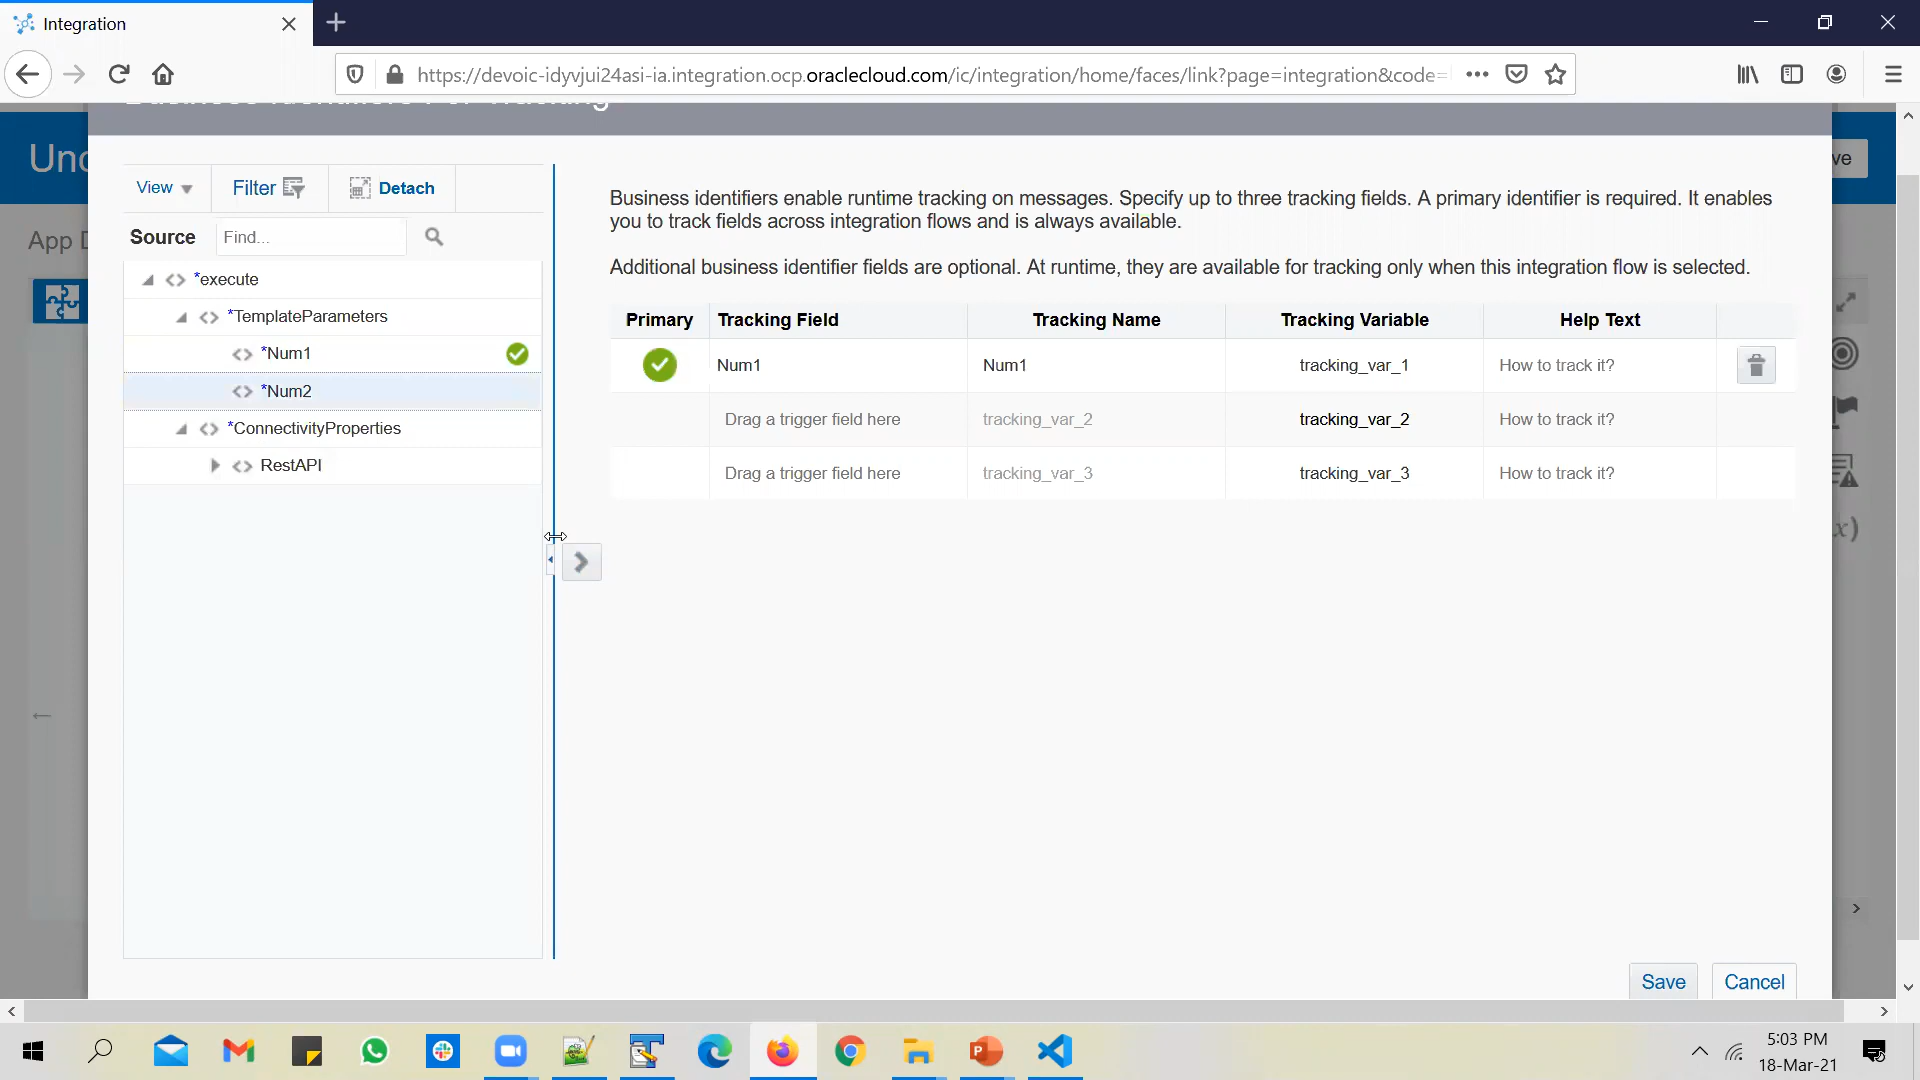 Integration
https://devoic-idyvjui24asi-ia.integration.ocp.oraclecloud.com/ic/integration/home/faces/link?page=integration&code=
Business Identifiers For Tracking
Unc
ve
App D
View
Filter
Detach
Source
Find...
*execute
*TemplateParameters
*Num1
*Num2
*ConnectivityProperties
RestAPI
Business identifiers enable runtime tracking on messages. Specify up to three tracking fields. A primary identifier is required. It enables
you to track fields across integration flows and is always available.
Additional business identifier fields are optional. At runtime, they are available for tracking only when this integration flow is selected.
Primary Tracking Field Tracking Name Tracking Variable Help Text
Num1 Num1 tracking_var_1 How to track it?
Drag a trigger field here tracking_var_2 tracking_var_2 How to track it?
Drag a trigger field here tracking_var_3 tracking_var_3 How to track it?
x)
Save Cancel
5:03 PM
18-Mar-21